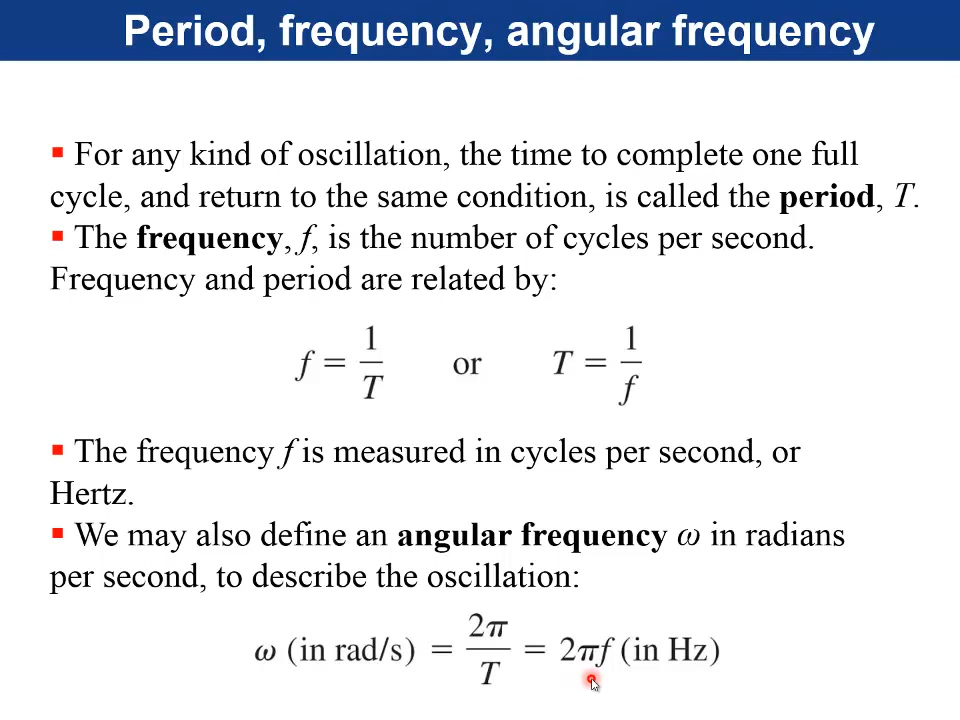 Period, frequency, angular frequency
▪ For any kind of oscillation, the time to complete one full
cycle, and return to the same condition, is called the period, T.
▪ The frequency, f, is the number of cycles per second.
Frequency and period are related by:
f = 1/T or T = 1/f
▪ The frequency f is measured in cycles per second, or
Hertz.
▪ We may also define an angular frequency ω in radians
per second, to describe the oscillation:
ω (in rad/s) = 2π/T = 2πf (in Hz)